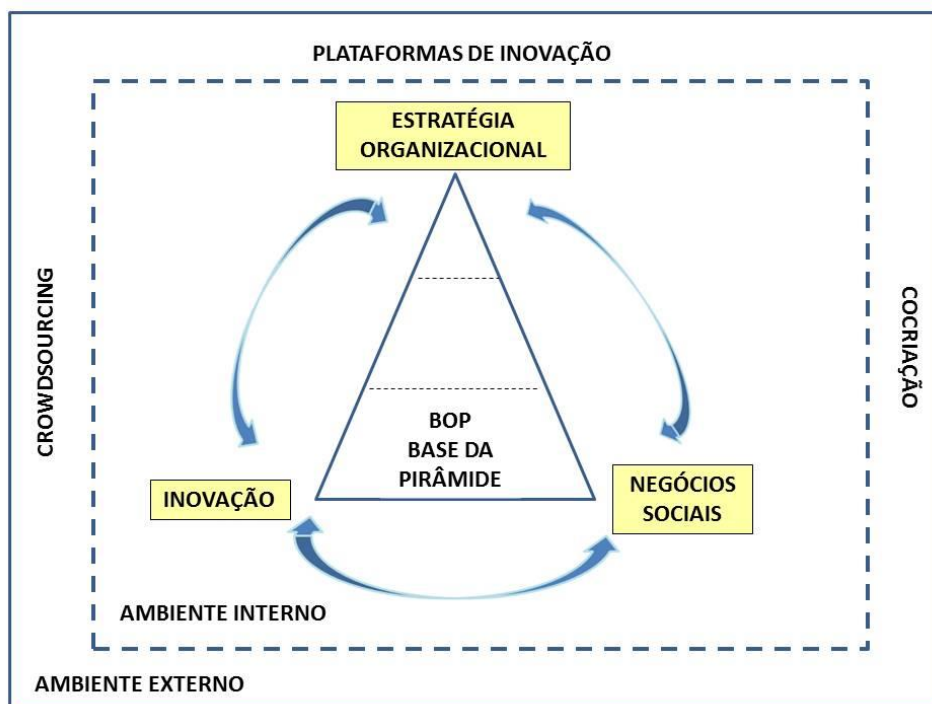 PLATAFORMAS DE INOVAÇÃO
ESTRATÉGIA
ORGANIZACIONAL
CROWDSOURCING
COCRIAÇÃO
BOP
BASE DA
PIRÂMIDE
INOVAÇÃO
NEGÓCIOS
SOCIAIS
AMBIENTE INTERNO
AMBIENTE EXTERNO